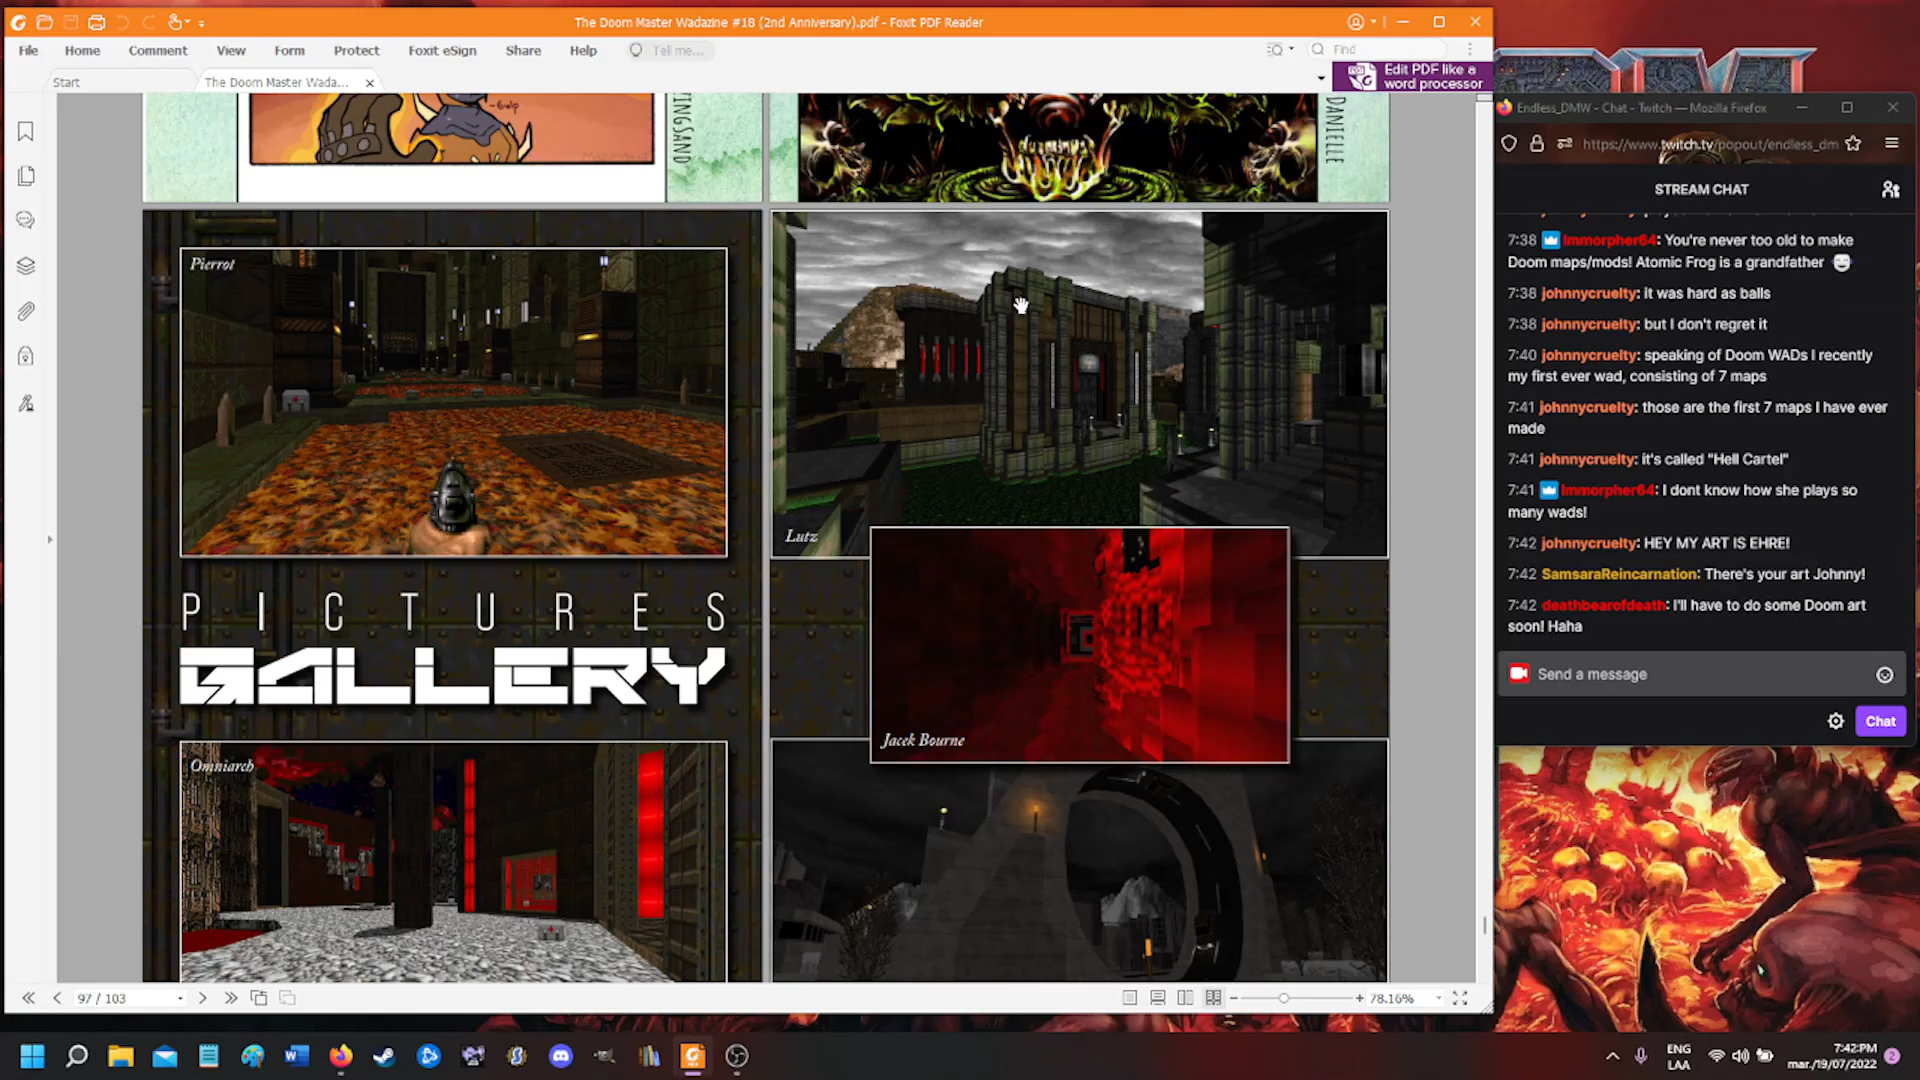 The Doom Master Wadazine #18 (2nd Anniversary).pdf - Foxit PDF Reader
File Home Comment View Form Protect Foxit eSign Share Help Tell me... Find
Start
The Doom Master Wada...
Edit PDF like a
word processor
-Gwlp
INGSAND
DANIELLE
Pierrot
Lutz
PICTURES
GALLERY
Jacek Bourne
Omniarch
97 / 103
78.16%
Endless_DMW - Chat - Twitch — Mozilla Firefox
https://www.twitch.tv/popout/endless_dm
STREAM CHAT
7:38 Immorpher64: You're never too old to make
Doom maps/mods! Atomic Frog is a grandfather
7:38 johnnycruelty: it was hard as balls
7:38 johnnycruelty: but I don't regret it
7:40 johnnycruelty: speaking of Doom WADs I recently
my first ever wad, consisting of 7 maps
7:41 johnnycruelty: those are the first 7 maps I have ever
made
7:41 johnnycruelty: it's called "Hell Cartel"
7:41 Immorpher64: I dont know how she plays so
many wads!
7:42 johnnycruelty: HEY MY ART IS EHRE!
7:42 SamsaraReincarnation: There's your art Johnny!
7:42 deathbearofdeath: I'll have to do some Doom art
soon! Haha
Send a message
Chat
ENG
LAA
7:42PM
mar./19/07/2022
2